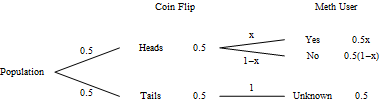 Coin Flip Meth User
x Yes 0.5x
0.5 Heads 0.5
1−x No 0.5(1−x)
Population
0.5 Tails 0.5 1 Unknown 0.5